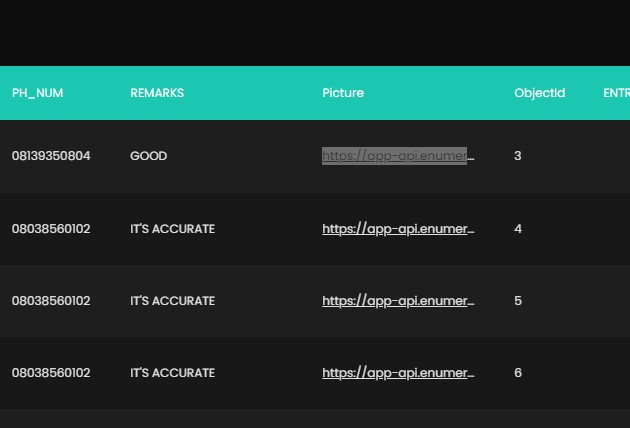 PH_NUM REMARKS Picture ObjectId ENTR
08139350804 GOOD https://app-api.enumer... 3
08038560102 IT'S ACCURATE https://app-api.enumer... 4
08038560102 IT'S ACCURATE https://app-api.enumer... 5
08038560102 IT'S ACCURATE https://app-api.enumer... 6